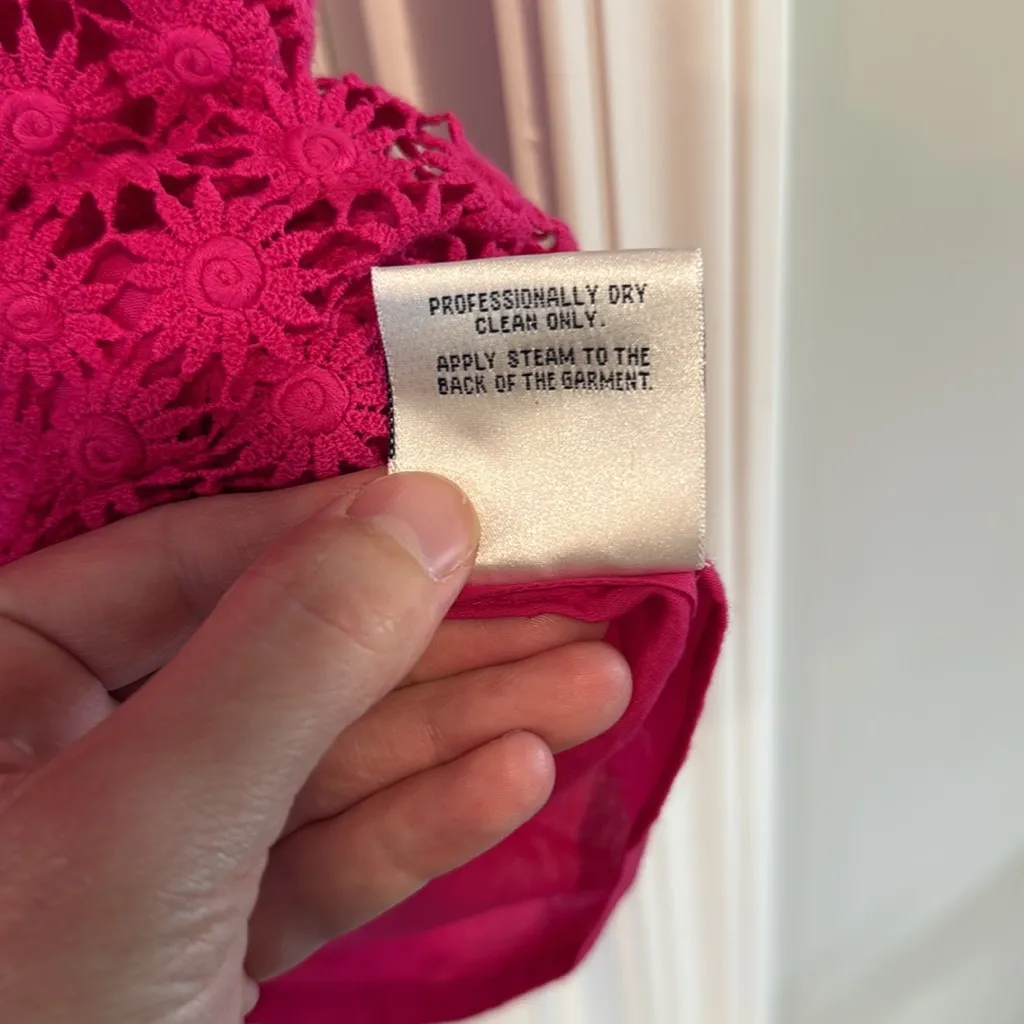 PROFESSIONALLY DRY
CLEAN ONLY.
APPLY STEAM TO THE
BACK OF THE GARMENT.